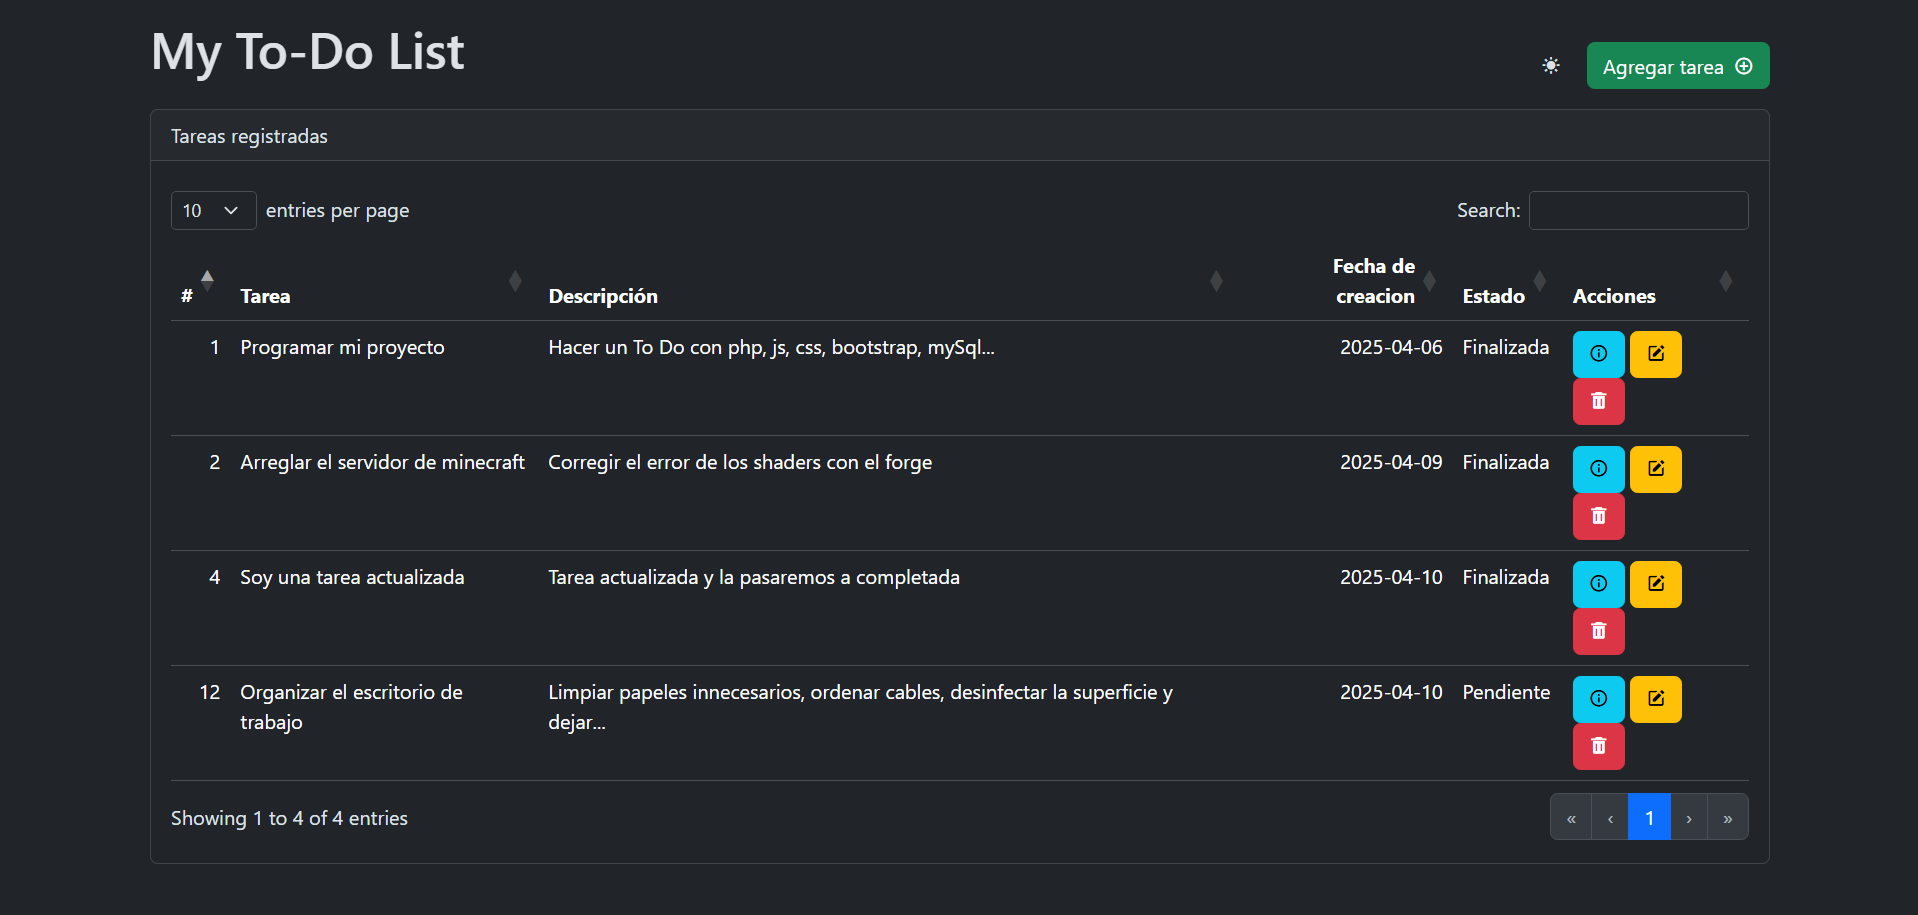 My To-Do List
Agregar tarea
Tareas registradas
10 entries per page
Search:
# Tarea Descripción Fecha de creacion Estado Acciones
1 Programar mi proyecto Hacer un To Do con php, js, css, bootstrap, mySql... 2025-04-06 Finalizada
2 Arreglar el servidor de minecraft Corregir el error de los shaders con el forge 2025-04-09 Finalizada
4 Soy una tarea actualizada Tarea actualizada y la pasaremos a completada 2025-04-10 Finalizada
12 Organizar el escritorio de trabajo Limpiar papeles innecesarios, ordenar cables, desinfectar la superficie y dejar... 2025-04-10 Pendiente
Showing 1 to 4 of 4 entries
« ‹ 1 › »